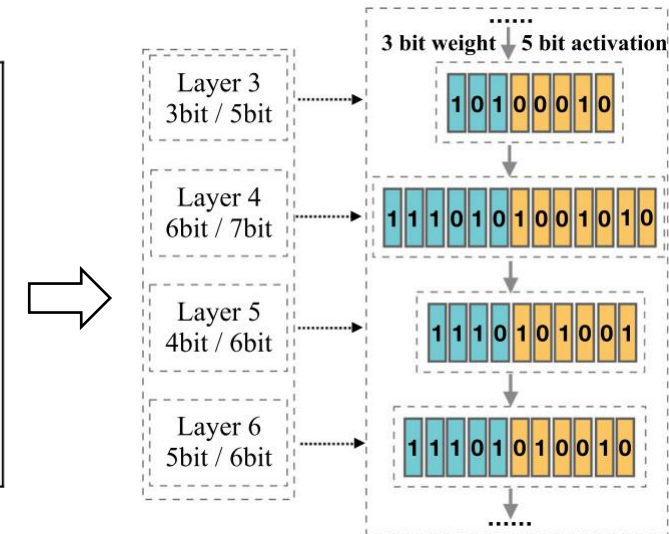 ......
3 bit weight 5 bit activation
Layer 3
3bit / 5bit
1 0 1 0 0 0 1 0
Layer 4
6bit / 7bit
1 1 1 0 1 0 1 0 0 1 0 1 0
Layer 5
4bit / 6bit
1 1 1 0 1 0 1 0 0 1
Layer 6
5bit / 6bit
1 1 1 0 1 0 1 0 0 1 0
......